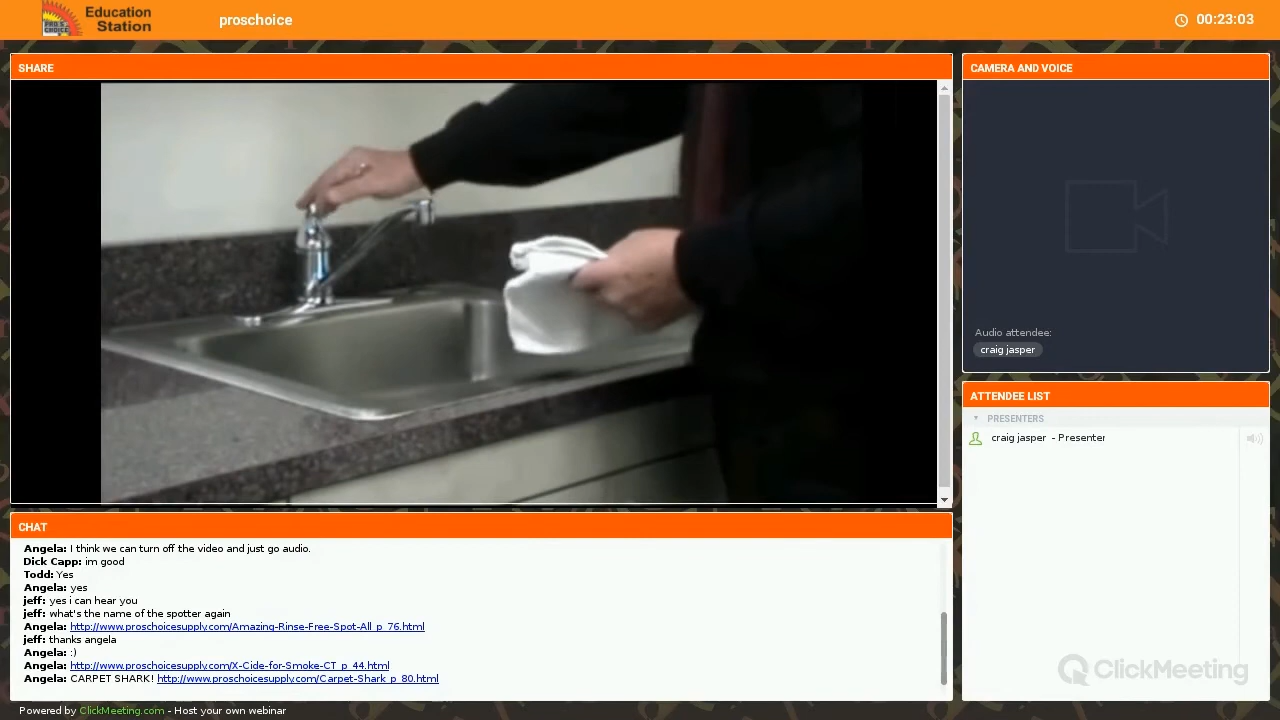 PRO'S CHOICE
Education
Station
proschoice
00:23:03
SHARE
CAMERA AND VOICE
Audio attendee:
craig jasper
ATTENDEE LIST
PRESENTERS
craig jasper - Presenter
CHAT
Angela: I think we can turn off the video and just go audio.
Dick Capp: im good
Todd: Yes
Angela: yes
jeff: yes i can hear you
jeff: what's the name of the spotter again
Angela: http://www.proschoicesupply.com/Amazing-Rinse-Free-Spot-All_p_76.html
jeff: thanks angela
Angela: :)
Angela: http://www.proschoicesupply.com/X-Cide-for-Smoke-CT_p_44.html
Angela: CARPET SHARK! http://www.proschoicesupply.com/Carpet-Shark_p_80.html
ClickMeeting
Powered by ClickMeeting.com - Host your own webinar